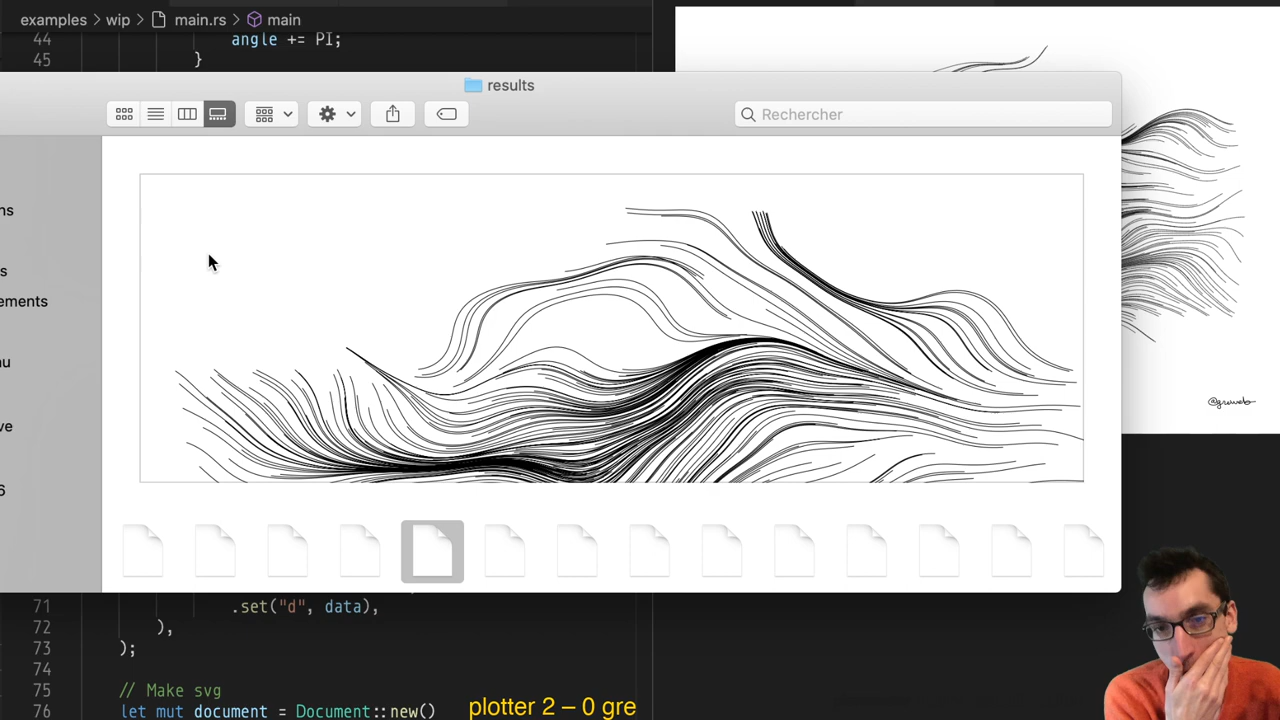 examples > wip > main.rs > main
44 angle += PI;
45 }
results
Rechercher
ns
s
ements
u
ve
6
@greweb
71 .set("d", data),
72 ),
73 );
74
75 // Make svg
76 let mut document = Document::new()
plotter 2 – 0 gre